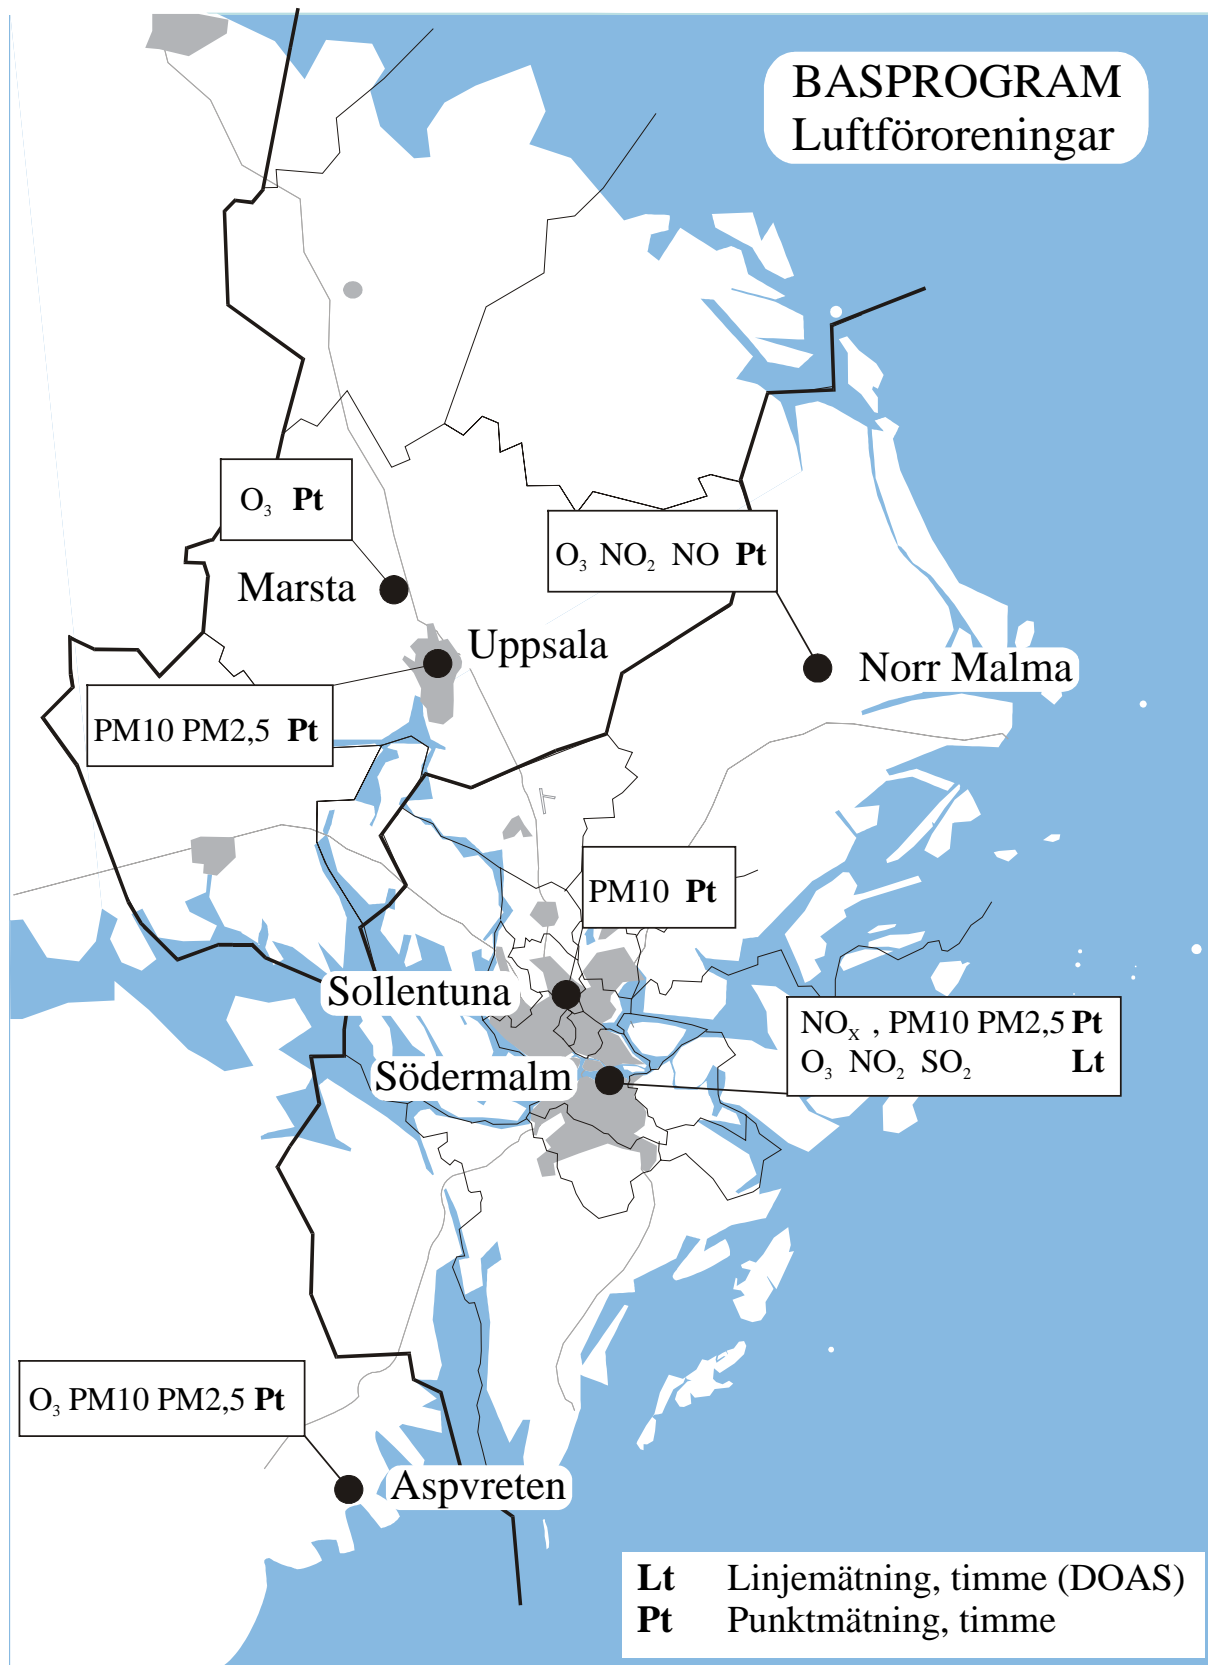 BASPROGRAM
Luftföroreningar
O₃ Pt
O₃ NO₂ NO Pt
Marsta
Uppsala
Norr Malma
PM10 PM2,5 Pt
PM10 Pt
Sollentuna
NOₓ , PM10 PM2,5 Pt
O₃ NO₂ SO₂ Lt
Södermalm
O₃ PM10 PM2,5 Pt
Aspvreten
Lt Linjemätning, timme (DOAS)
Pt Punktmätning, timme